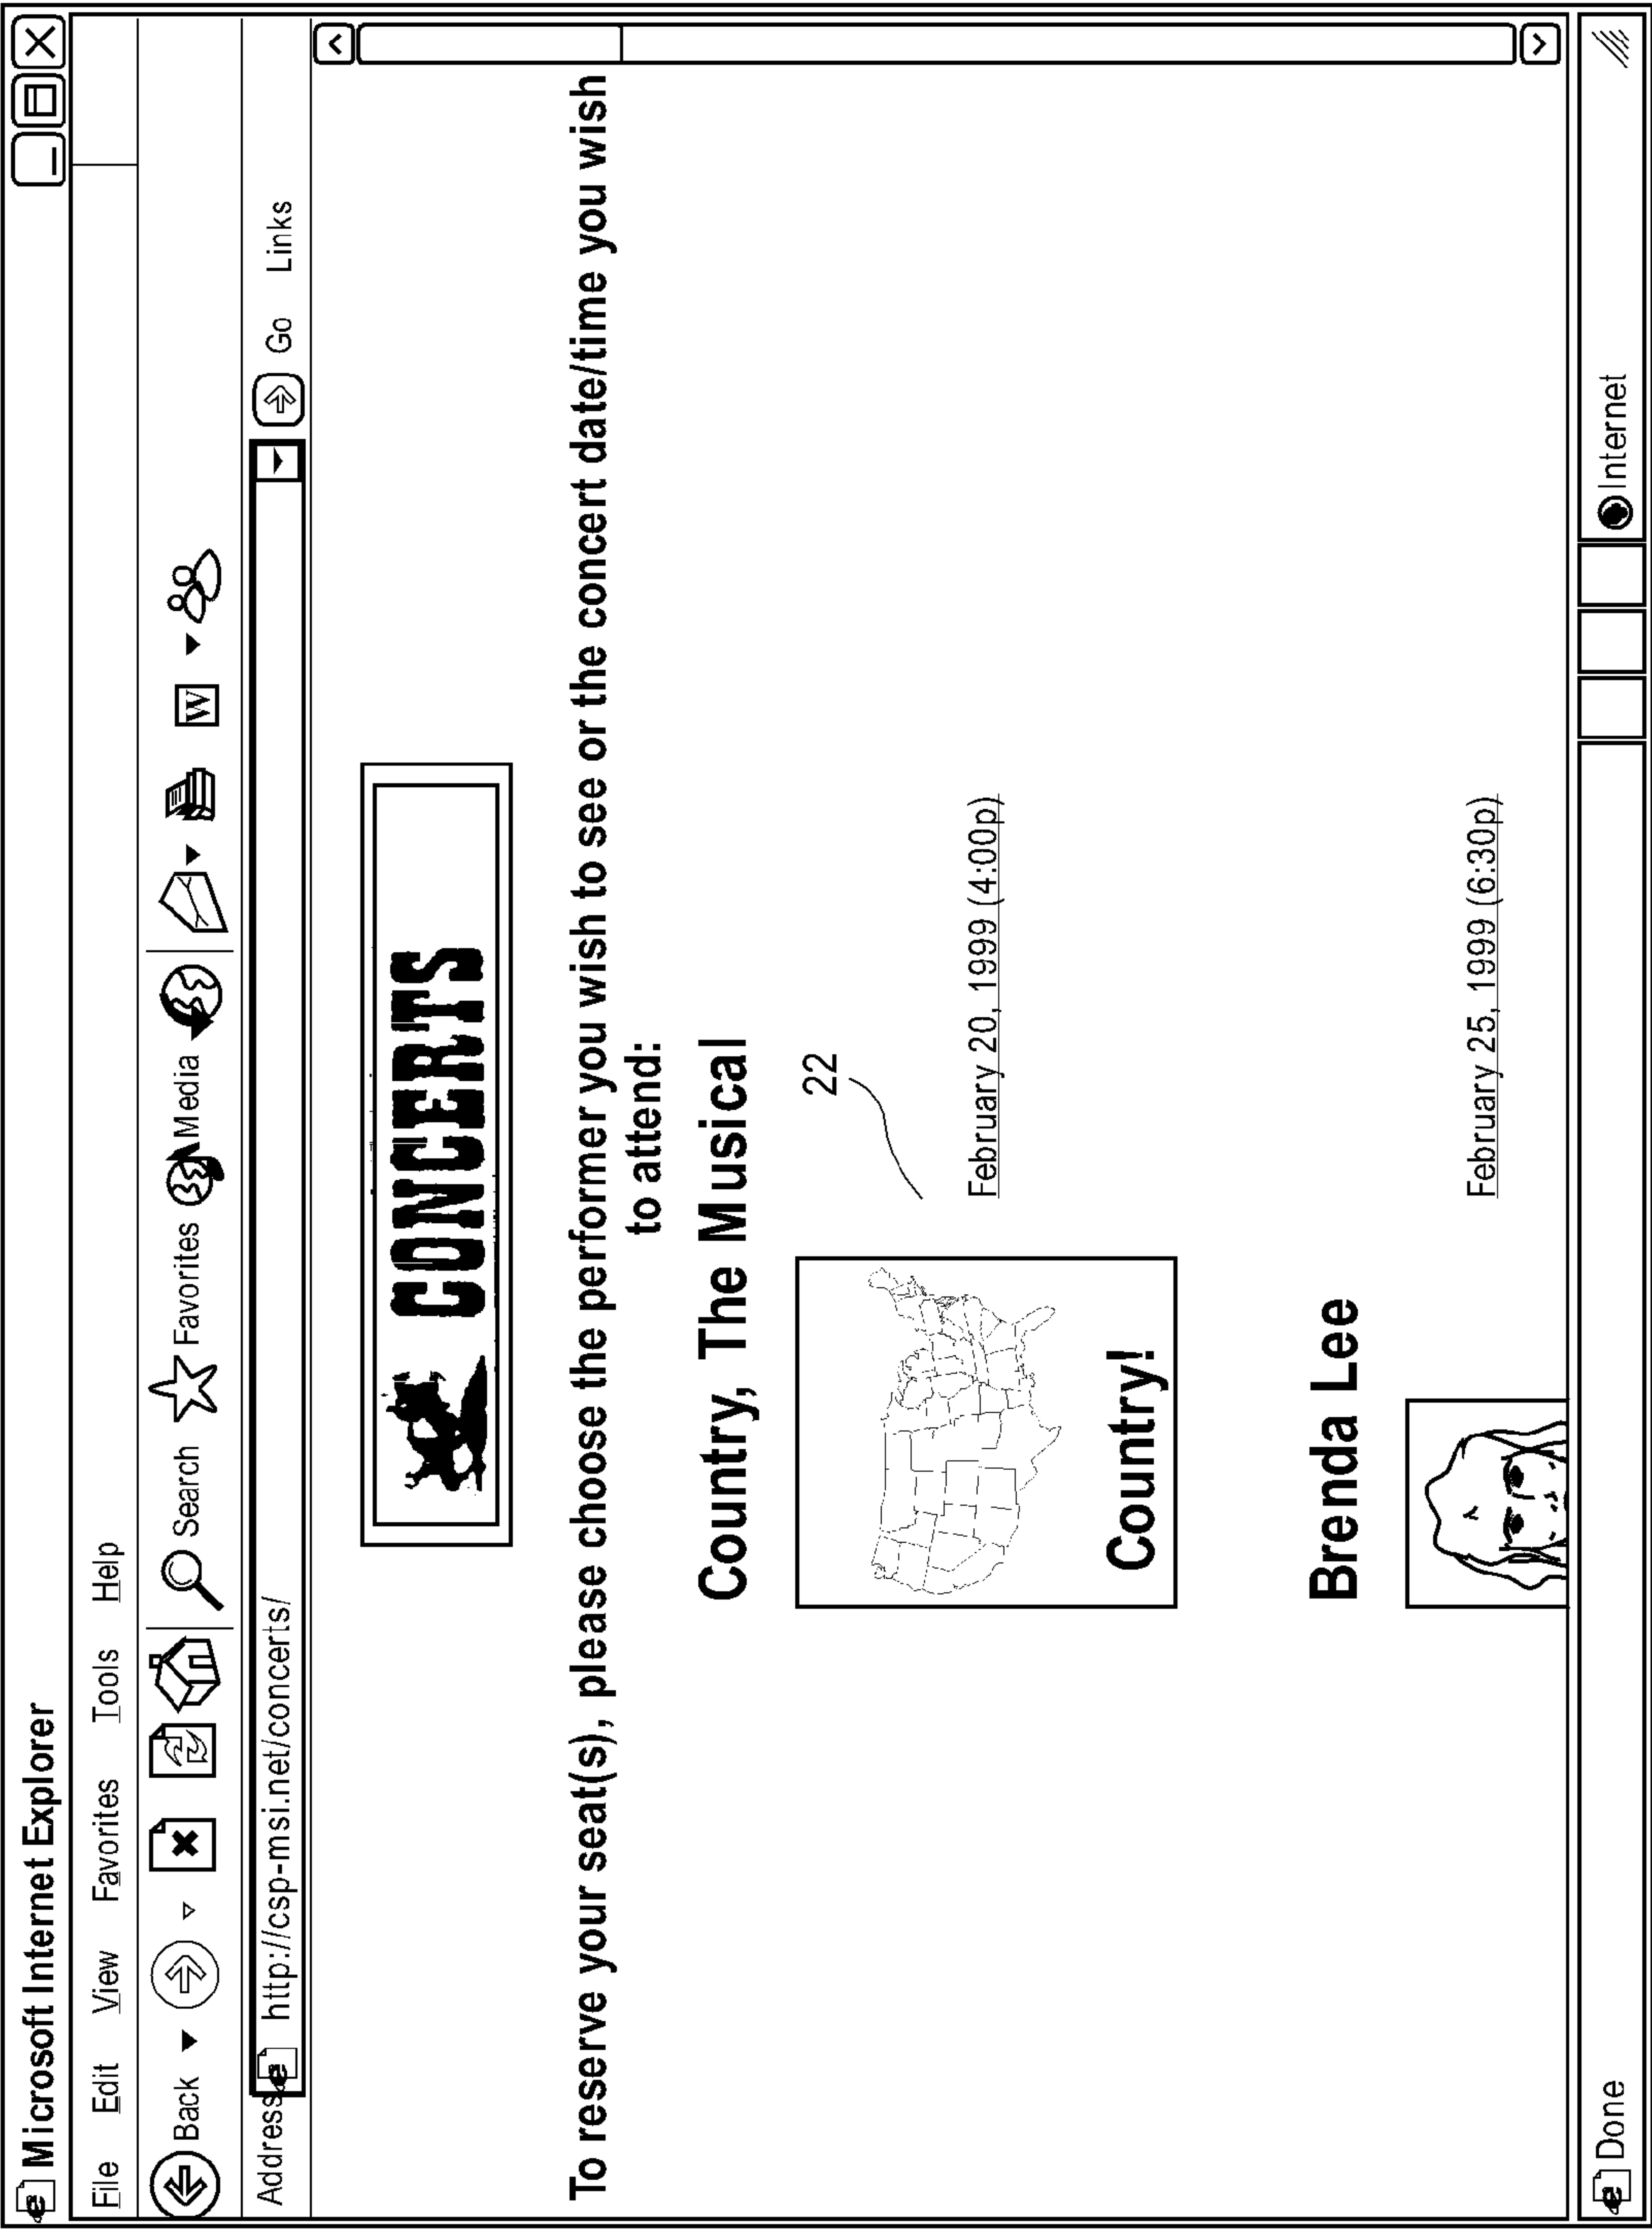 Microsoft Internet Explorer
File Edit View Favorites Tools Help
Back Search Favorites Media W
Address http://csp-msi.net/concerts/ Go Links
CONCERTS
To reserve your seat(s), please choose the performer you wish to see or the concert date/time you wish
to attend:
Country, The Musical
22
February 20, 1999 (4:00p)
Country!
Brenda Lee
February 25, 1999 (6:30p)
Done Internet